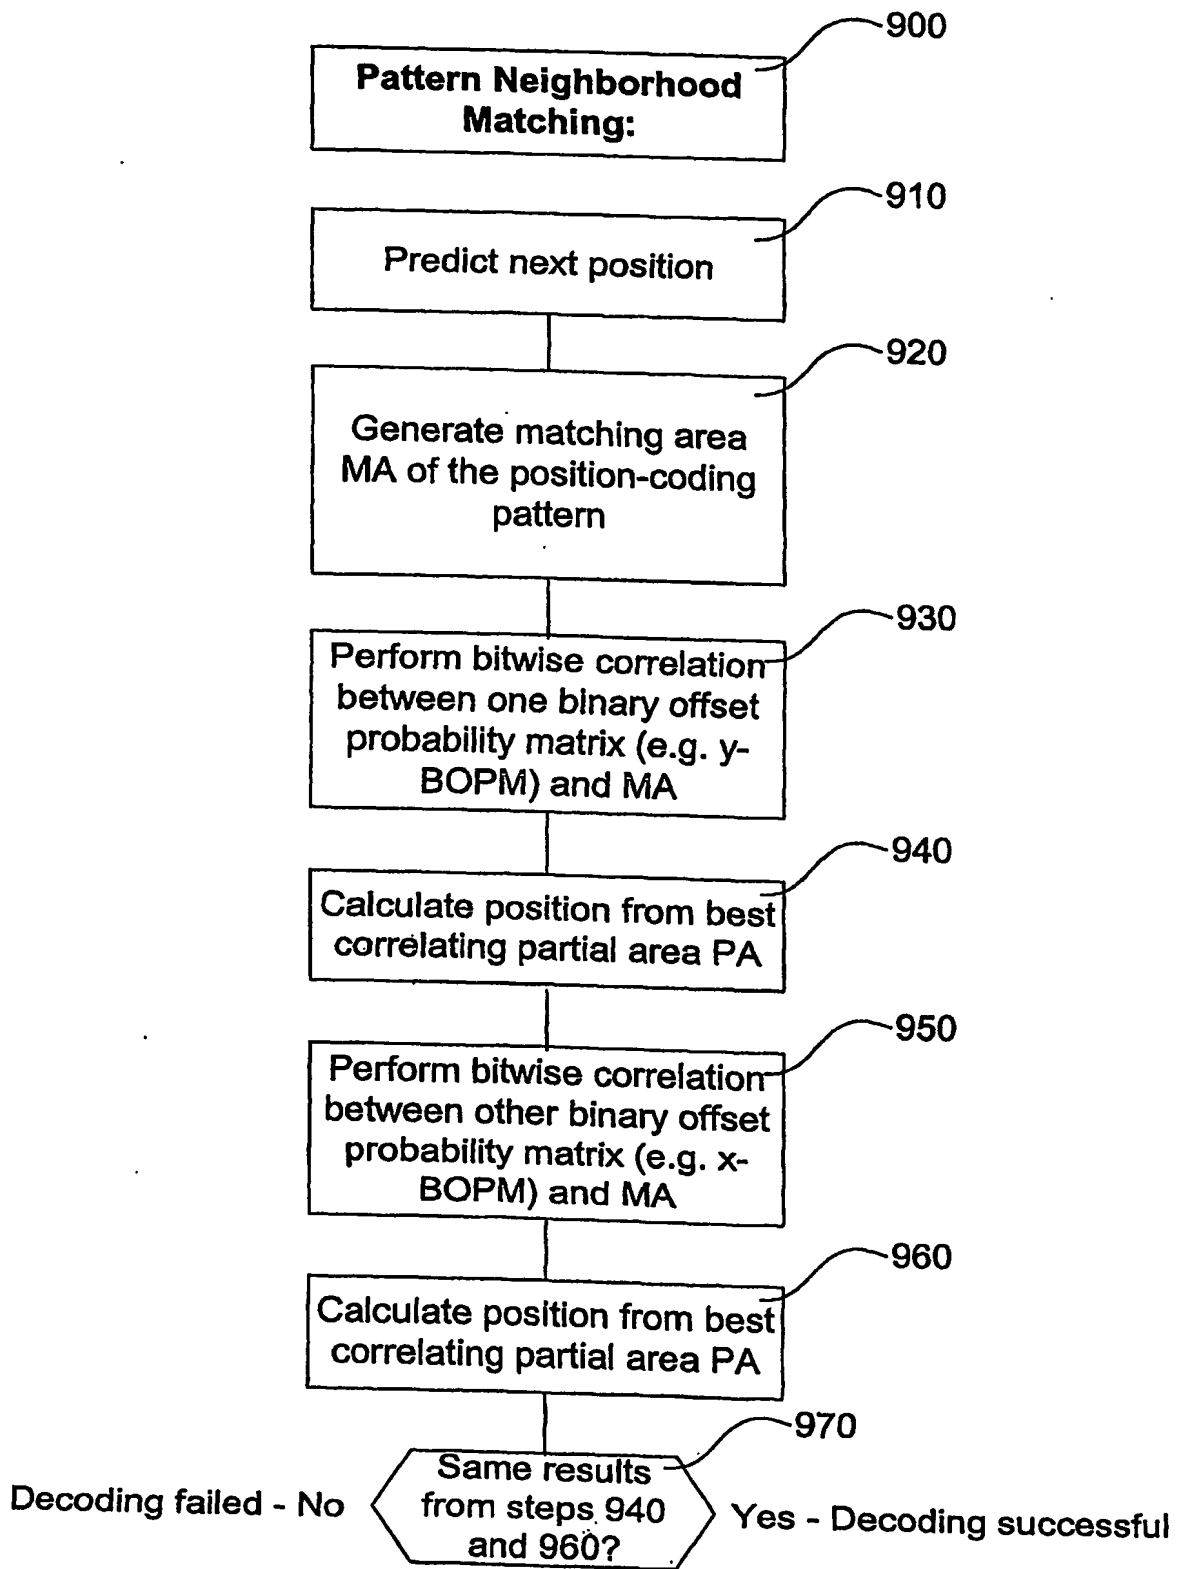 900
Pattern Neighborhood
Matching:
910
Predict next position
920
Generate matching area
MA of the position-coding
pattern
930
Perform bitwise correlation
between one binary offset
probability matrix (e.g. y-
BOPM) and MA
940
Calculate position from best
correlating partial area PA
950
Perform bitwise correlation
between other binary offset
probability matrix (e.g. x-
BOPM) and MA
960
Calculate position from best
correlating partial area PA
970
Same results
from steps 940
and 960?
Decoding failed - No
Yes - Decoding successful